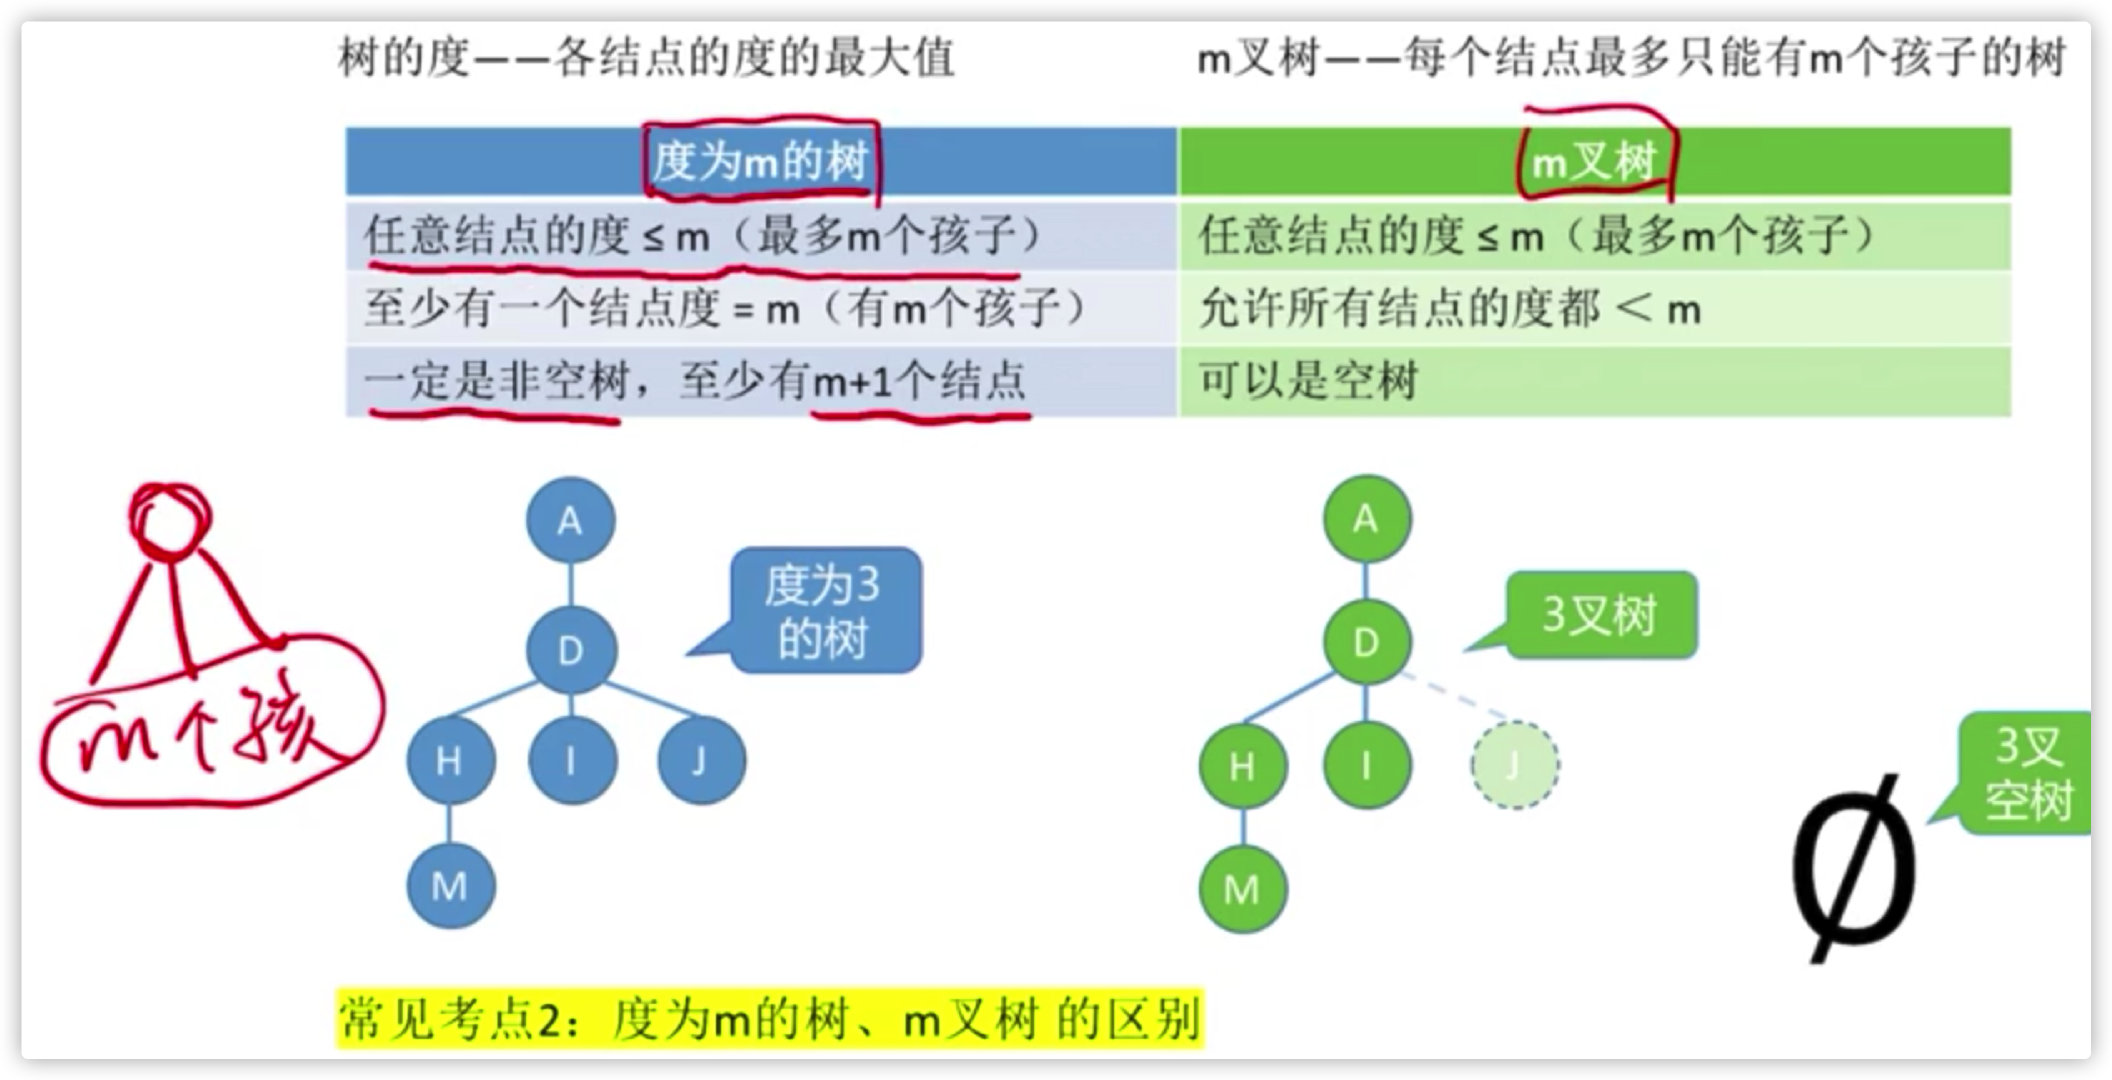 树的度——各结点的度的最大值
m叉树——每个结点最多只能有m个孩子的树
度为m的树
m叉树
任意结点的度 ≤ m（最多m个孩子）
任意结点的度 ≤ m（最多m个孩子）
至少有一个结点度 = m（有m个孩子）
允许所有结点的度都 < m
一定是非空树，至少有m+1个结点
可以是空树
A
D
H
I
J
M
度为3
的树
m个孩
A
D
H
I
J
M
3叉树
Ø
3叉
空树
常见考点2：度为m的树、m叉树 的区别